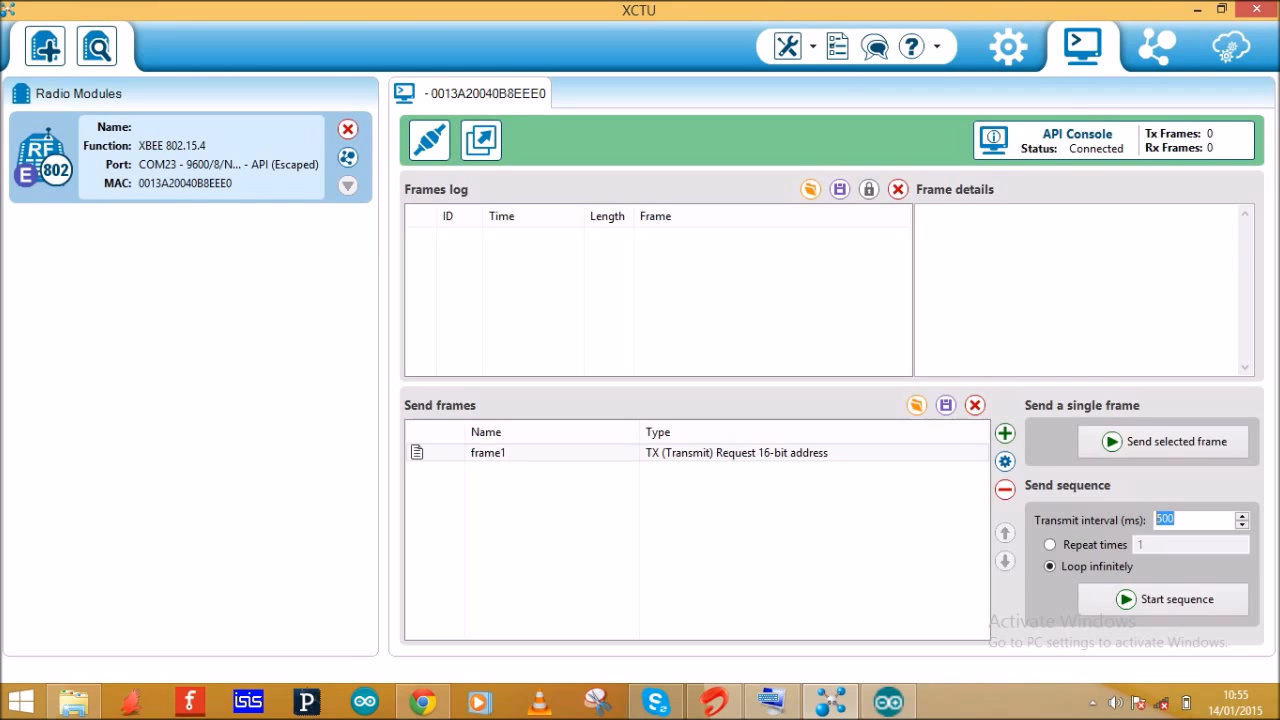 XCTU
Radio Modules
Name:
Function: XBEE 802.15.4
Port: COM23 - 9600/8/N... - API (Escaped)
MAC: 0013A20040B8EEE0
RF
E 802
- 0013A20040B8EEE0
API Console
Status: Connected
Tx Frames: 0
Rx Frames: 0
Frames log
Frame details
ID Time Length Frame
Send frames
Name Type
frame1 TX (Transmit) Request 16-bit address
Send a single frame
Send selected frame
Send sequence
Transmit interval (ms): 500
Repeat times 1
Loop infinitely
Start sequence
Activate Windows
Go to PC settings to activate Windows.
f
isis
P
S
10:55
14/01/2015